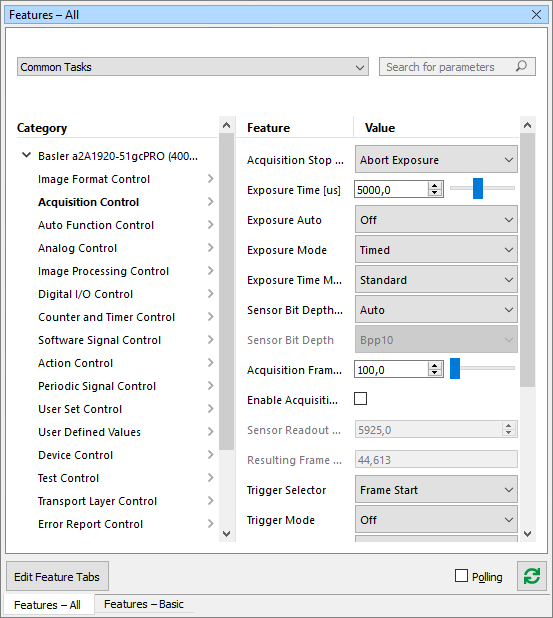 Features – All
Common Tasks
Search for parameters
Category
Feature
Value
Basler a2A1920-51gcPRO (400...
Image Format Control
Acquisition Control
Auto Function Control
Analog Control
Image Processing Control
Digital I/O Control
Counter and Timer Control
Software Signal Control
Action Control
Periodic Signal Control
User Set Control
User Defined Values
Device Control
Test Control
Transport Layer Control
Error Report Control
Acquisition Stop ... Abort Exposure
Exposure Time [us] 5000,0
Exposure Auto Off
Exposure Mode Timed
Exposure Time M... Standard
Sensor Bit Depth... Auto
Sensor Bit Depth Bpp10
Acquisition Fram... 100,0
Enable Acquisiti...
Sensor Readout ... 5925,0
Resulting Frame ... 44,613
Trigger Selector Frame Start
Trigger Mode Off
Edit Feature Tabs
Polling
Features – All
Features – Basic